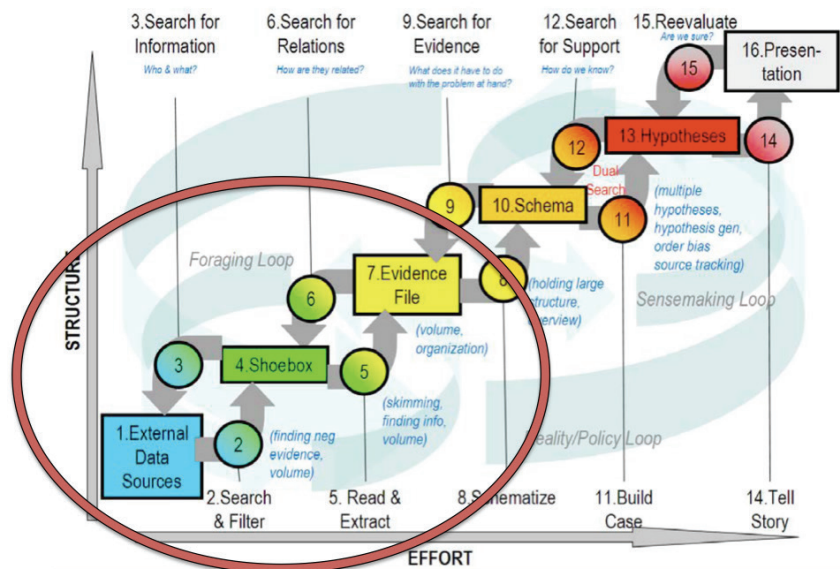 3.Search for
Information
Who & what?
6.Search for
Relations
How are they related?
9.Search for
Evidence
What does it have to do
with the problem at hand?
12.Search
for Support
How do we know?
15.Reevaluate
Are we sure?
16.Presen-
tation
15
14
13.Hypotheses
12
Dual
Search
11
(multiple
hypotheses,
hypothesis gen,
order bias
source tracking)
10.Schema
9
8
(holding large
structure,
overview)
Sensemaking Loop
Foraging Loop
7.Evidence
File
6
(volume,
organization)
4.Shoebox
5
3
(skimming,
finding info,
volume)
1.External
Data
Sources
2
(finding neg
evidence,
volume)
Reality/Policy Loop
2.Search
& Filter
5. Read &
Extract
8.Schematize
11.Build
Case
14.Tell
Story
STRUCTURE
EFFORT